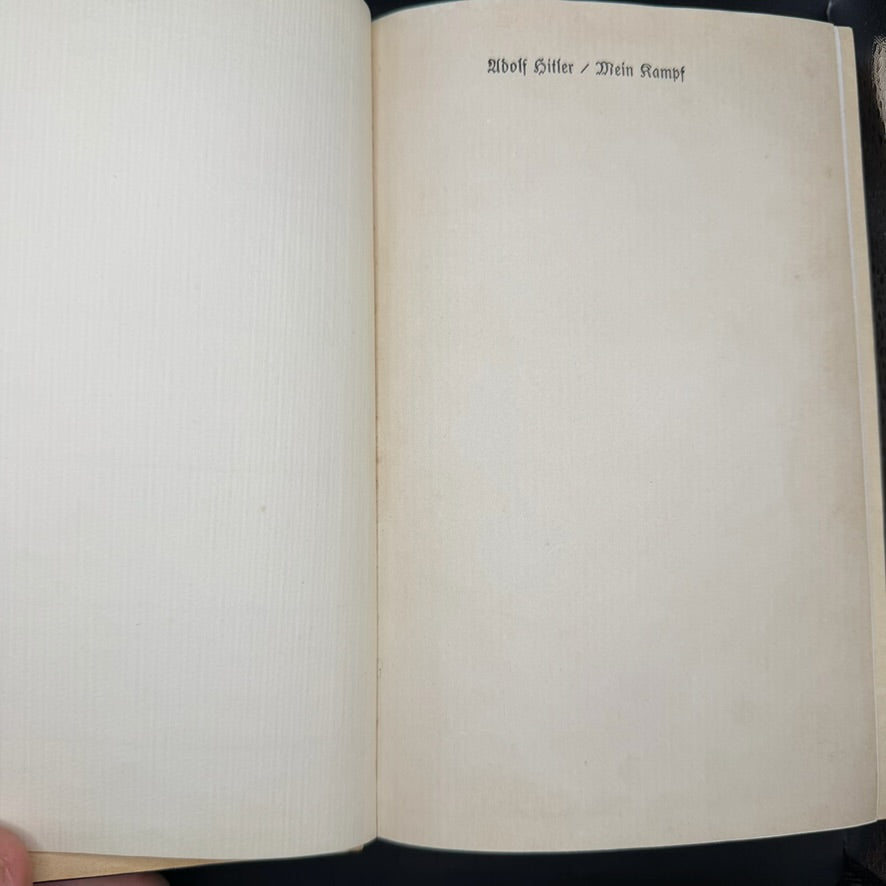 Adolf Hitler / Mein Kampf